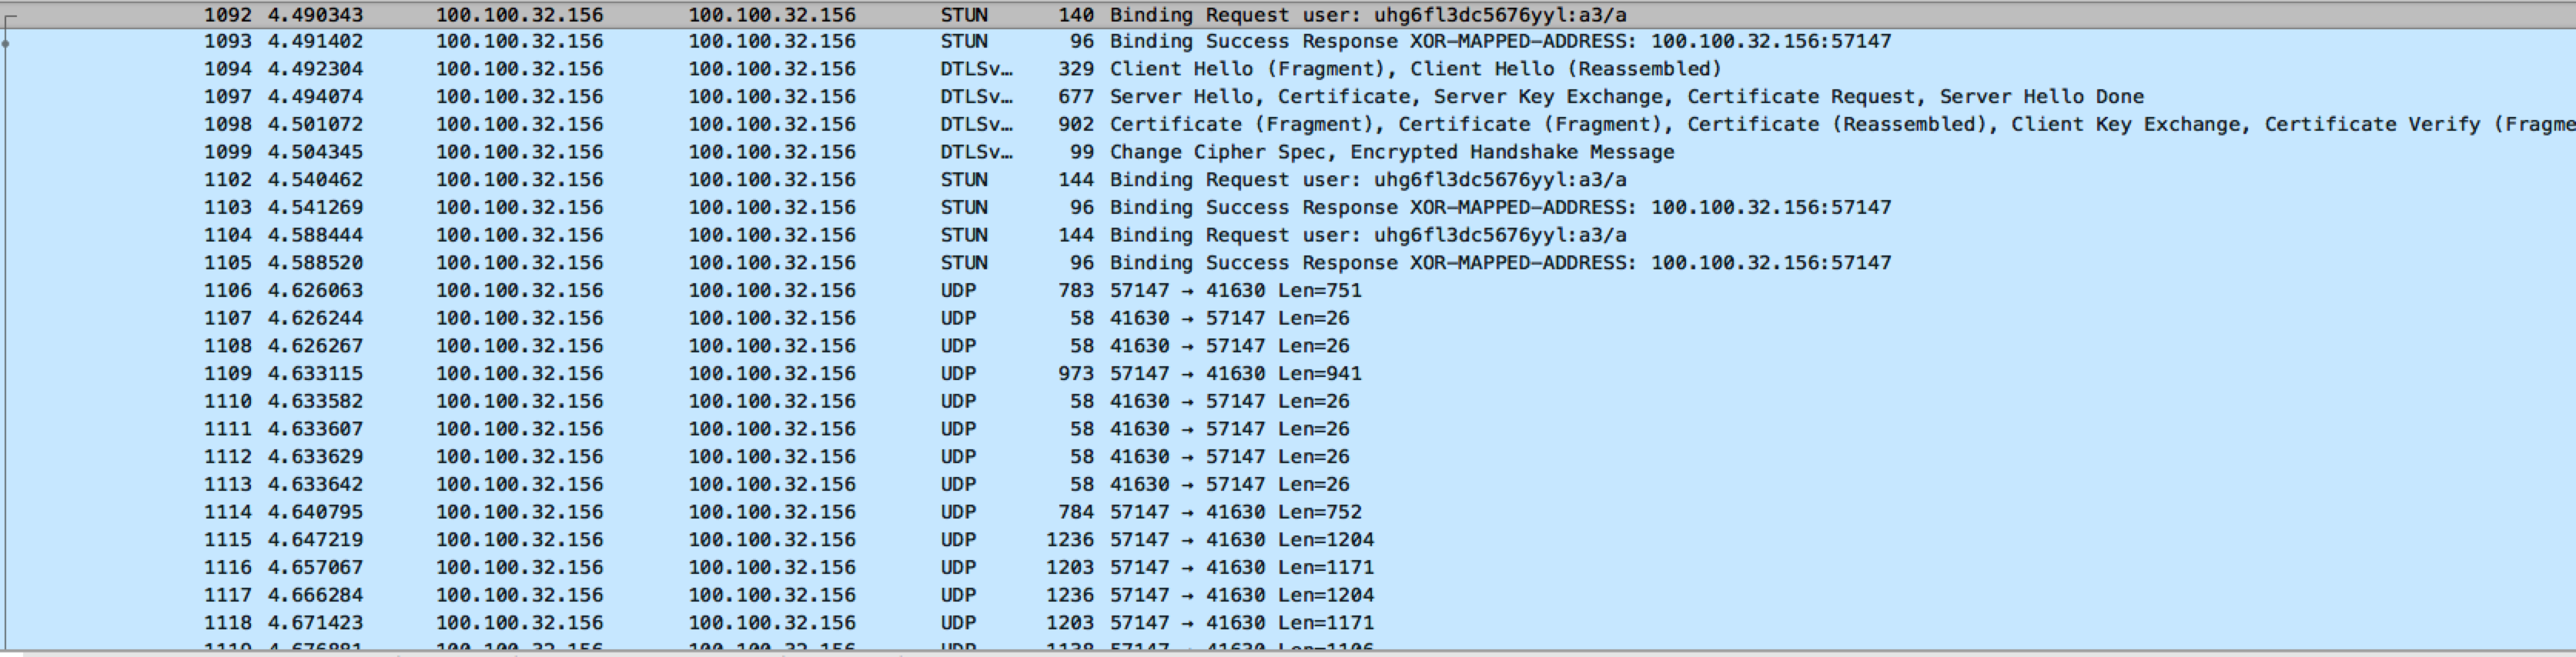 1092 4.490343 100.100.32.156 100.100.32.156 STUN 140 Binding Request user: uhg6fl3dc5676yyl:a3/a
1093 4.491402 100.100.32.156 100.100.32.156 STUN 96 Binding Success Response XOR-MAPPED-ADDRESS: 100.100.32.156:57147
1094 4.492304 100.100.32.156 100.100.32.156 DTLSv… 329 Client Hello (Fragment), Client Hello (Reassembled)
1097 4.494074 100.100.32.156 100.100.32.156 DTLSv… 677 Server Hello, Certificate, Server Key Exchange, Certificate Request, Server Hello Done
1098 4.501072 100.100.32.156 100.100.32.156 DTLSv… 902 Certificate (Fragment), Certificate (Fragment), Certificate (Reassembled), Client Key Exchange, Certificate Verify (Fragme
1099 4.504345 100.100.32.156 100.100.32.156 DTLSv… 99 Change Cipher Spec, Encrypted Handshake Message
1102 4.540462 100.100.32.156 100.100.32.156 STUN 144 Binding Request user: uhg6fl3dc5676yyl:a3/a
1103 4.541269 100.100.32.156 100.100.32.156 STUN 96 Binding Success Response XOR-MAPPED-ADDRESS: 100.100.32.156:57147
1104 4.588444 100.100.32.156 100.100.32.156 STUN 144 Binding Request user: uhg6fl3dc5676yyl:a3/a
1105 4.588520 100.100.32.156 100.100.32.156 STUN 96 Binding Success Response XOR-MAPPED-ADDRESS: 100.100.32.156:57147
1106 4.626063 100.100.32.156 100.100.32.156 UDP 783 57147 → 41630 Len=751
1107 4.626244 100.100.32.156 100.100.32.156 UDP 58 41630 → 57147 Len=26
1108 4.626267 100.100.32.156 100.100.32.156 UDP 58 41630 → 57147 Len=26
1109 4.633115 100.100.32.156 100.100.32.156 UDP 973 57147 → 41630 Len=941
1110 4.633582 100.100.32.156 100.100.32.156 UDP 58 41630 → 57147 Len=26
1111 4.633607 100.100.32.156 100.100.32.156 UDP 58 41630 → 57147 Len=26
1112 4.633629 100.100.32.156 100.100.32.156 UDP 58 41630 → 57147 Len=26
1113 4.633642 100.100.32.156 100.100.32.156 UDP 58 41630 → 57147 Len=26
1114 4.640795 100.100.32.156 100.100.32.156 UDP 784 57147 → 41630 Len=752
1115 4.647219 100.100.32.156 100.100.32.156 UDP 1236 57147 → 41630 Len=1204
1116 4.657067 100.100.32.156 100.100.32.156 UDP 1203 57147 → 41630 Len=1171
1117 4.666284 100.100.32.156 100.100.32.156 UDP 1236 57147 → 41630 Len=1204
1118 4.671423 100.100.32.156 100.100.32.156 UDP 1203 57147 → 41630 Len=1171